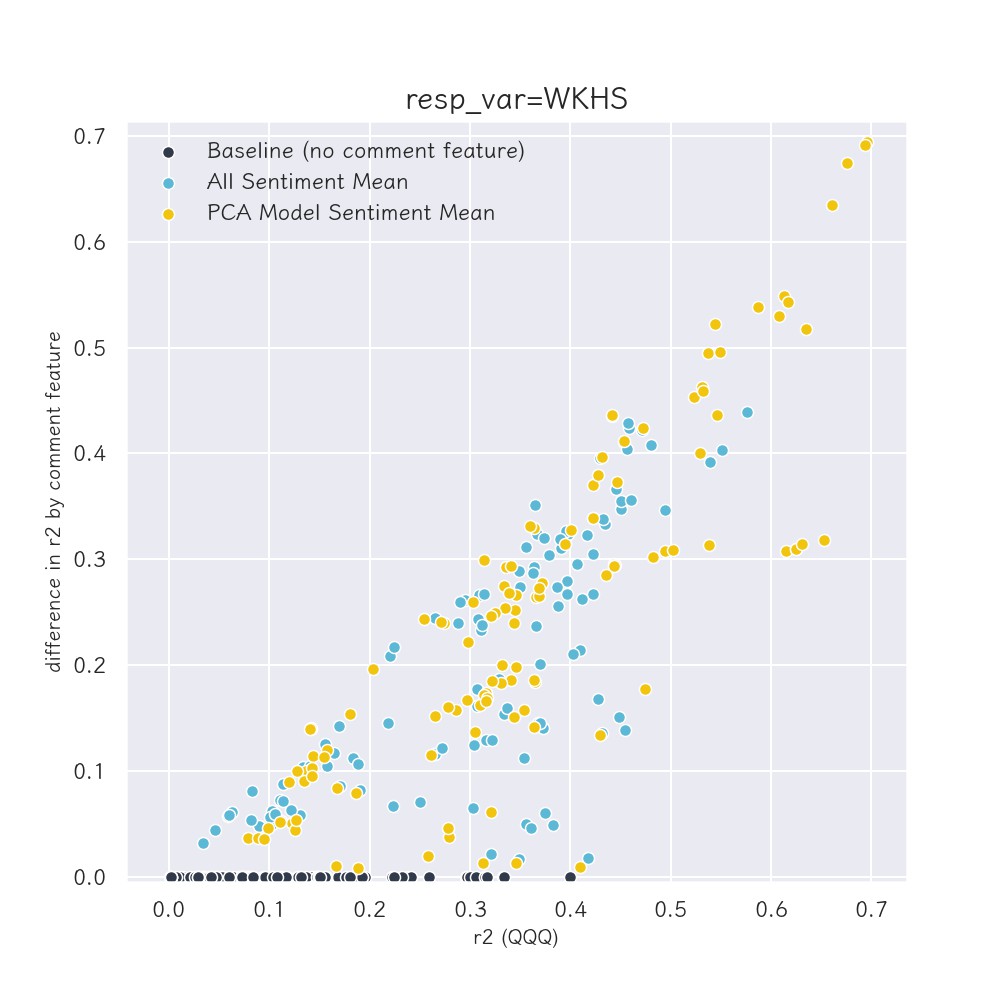 resp_var=WKHS
Baseline (no comment feature)
All Sentiment Mean
PCA Model Sentiment Mean
difference in r2 by comment feature
0.7
0.6
0.5
0.4
0.3
0.2
0.1
0.0
0.0 0.1 0.2 0.3 0.4 0.5 0.6 0.7
r2 (QQQ)